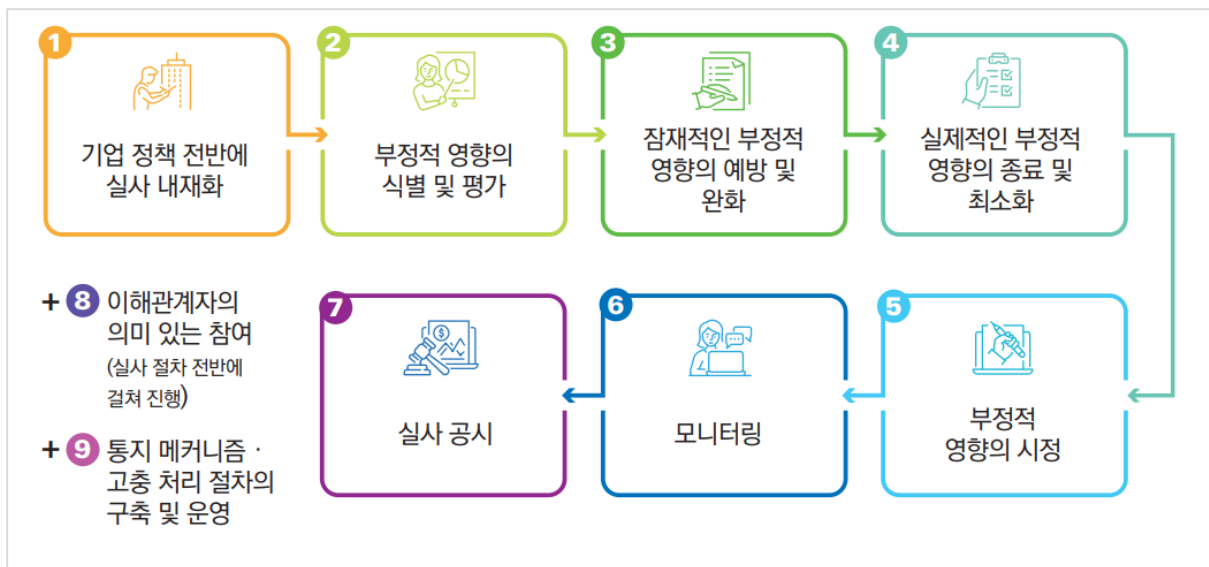 1
기업 정책 전반에
실사 내재화
2
부정적 영향의
식별 및 평가
3
잠재적인 부정적
영향의 예방 및
완화
4
실제적인 부정적
영향의 종료 및
최소화
5
부정적
영향의 시정
6
모니터링
7
실사 공시
+ 8 이해관계자의
의미 있는 참여
(실사 절차 전반에
걸쳐 진행)
+ 9 통지 메커니즘 ·
고충 처리 절차의
구축 및 운영